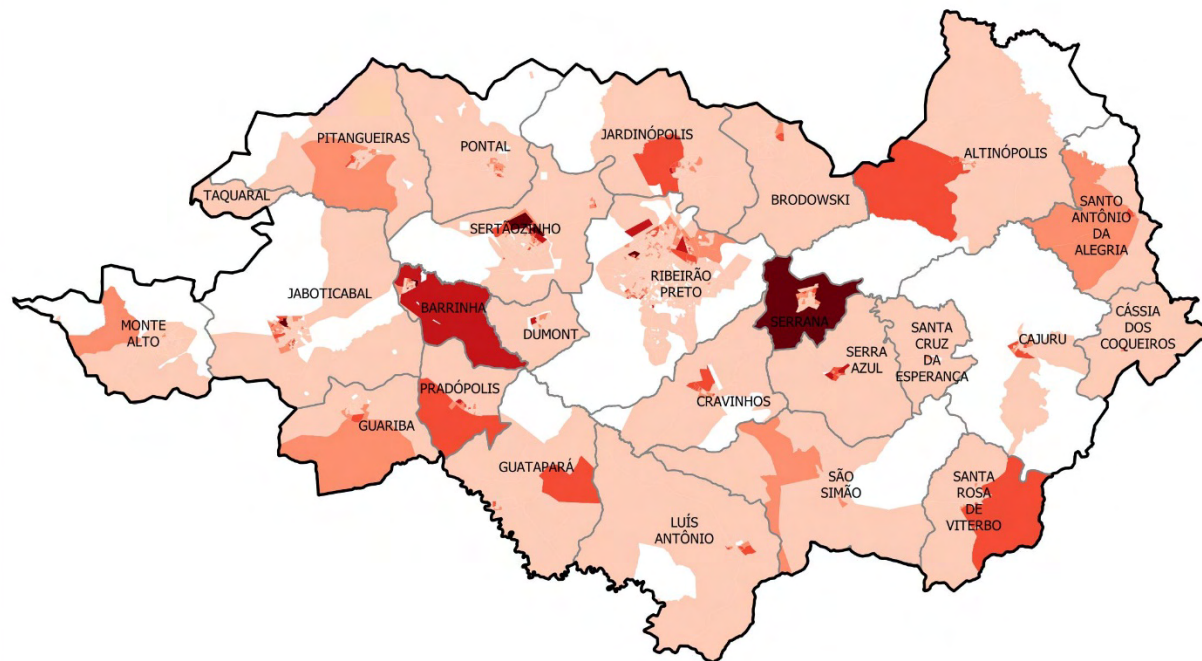 PITANGUEIRAS
PONTAL
JARDINÓPOLIS
ALTINÓPOLIS
TAQUARAL
BRODOWSKI
SANTO
ANTÔNIO
DA
ALEGRIA
SERTÃOZINHO
RIBEIRÃO
PRETO
JABOTICABAL
BARRINHA
MONTE
ALTO
DUMONT
SERRANA
SANTA
CRUZ
DA
ESPERANÇA
CÁSSIA
DOS
COQUEIROS
CAJURU
SERRA
AZUL
PRADÓPOLIS
CRAVINHOS
GUARIBA
GUATAPARÁ
SÃO
SIMÃO
SANTA
ROSA
DE
VITERBO
LUÍS
ANTÔNIO